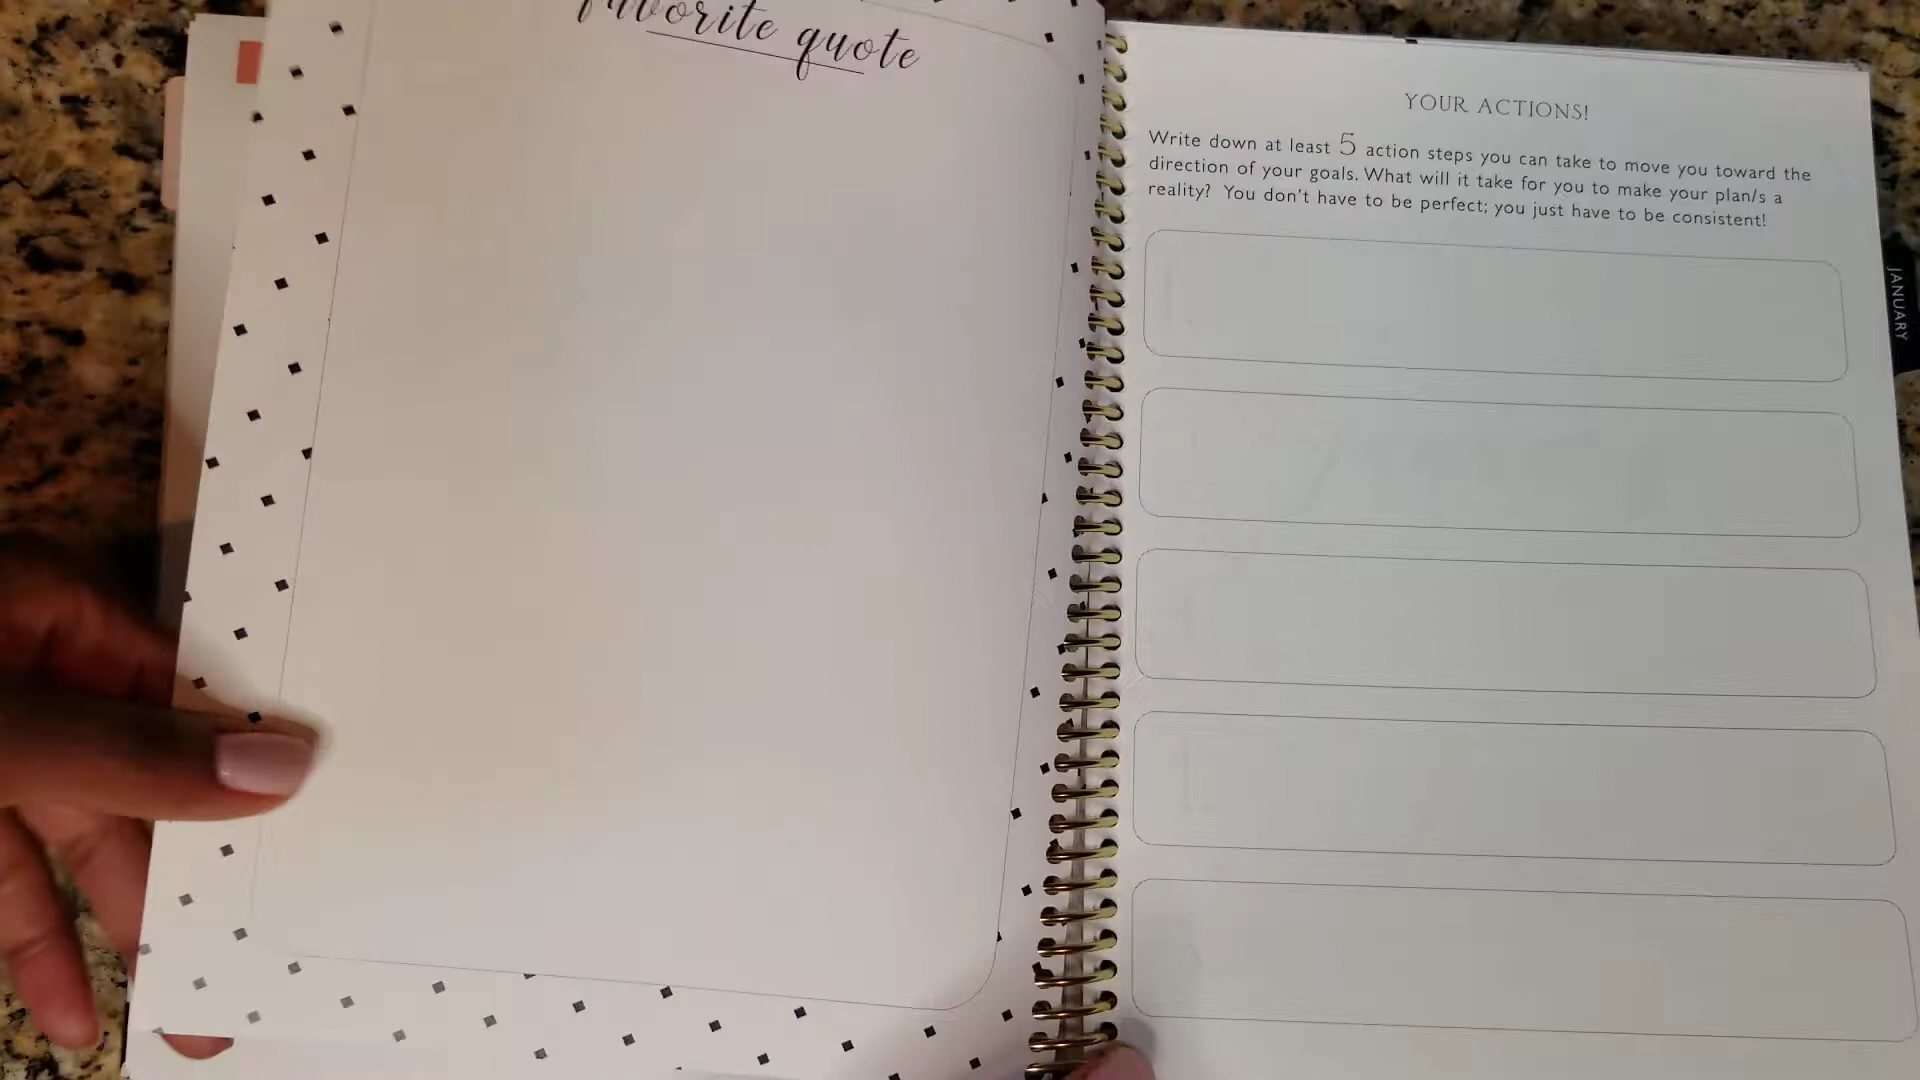 favorite quote
YOUR ACTIONS!
Write down at least 5 action steps you can take to move you toward the
direction of your goals. What will it take for you to make your plan/s a
reality? You don't have to be perfect; you just have to be consistent!
JANUARY